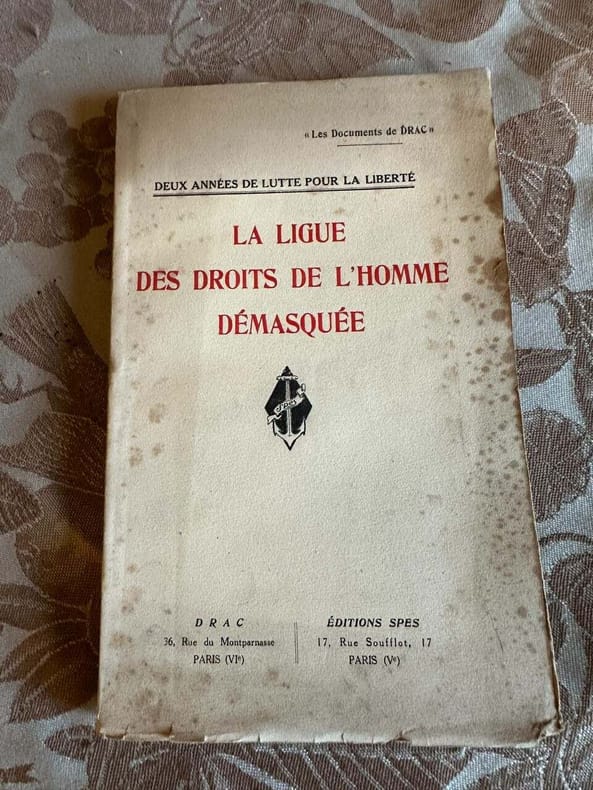 « Les Documents de DRAC »
DEUX ANNÉES DE LUTTE POUR LA LIBERTÉ
LA LIGUE
DES DROITS DE L'HOMME
DÉMASQUÉE
SPES
DRAC
36, Rue du Montparnasse
PARIS (VIe)
ÉDITIONS SPES
17, Rue Soufflot, 17
PARIS (Ve)